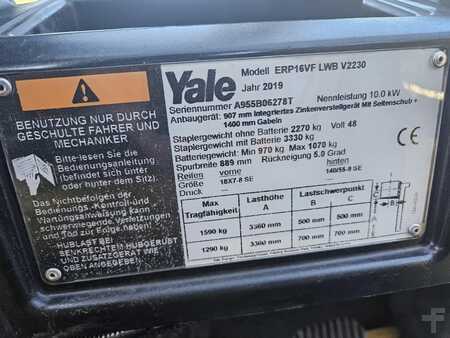 BENUTZUNG NUR DURCH
GESCHULTE FAHRER UND
MECHANIKER
Bitte lesen Sie die
Bedienungsanleitung
(befindet sich unter
oder hinter dem Sitz).
Das Nichtbefolgen der
Bedienungs-, Kontroll- und
Wartungsanweisung kann
schwerwiegende Verletzungen
und Tod zur Folge haben.
HUBLAST BEI HUBGERÜST
UND ZUSATZGERÄT WIE
OBEN ANGEGEBEN.
Yale
Modell ERP16VF LWB V2230
Jahr 2019
Seriennummer A955B06278T Nennleistung 10.0 kW
Anbaugerät: 907 mm integriertes Zinkenverstellgerät Mit Seitenschub +
1400 mm Gabeln
Staplergewicht ohne Batterie 2270 kg Volt 48
Staplergewicht mit Batterie 3330 kg
Batteriegewicht Min 970 kg Max 1070 kg
Spurbreite 889 mm Rückneigung 5.0 Grad
Reifen vorne hinten
Größe 18X7-8 SE 140/55-9 SE
Max Tragfähigkeit Lasthöhe A Lastschwerpunkt B C
1590 kg 3360 mm 500 mm 500 mm
1290 kg 3360 mm 700 mm 700 mm